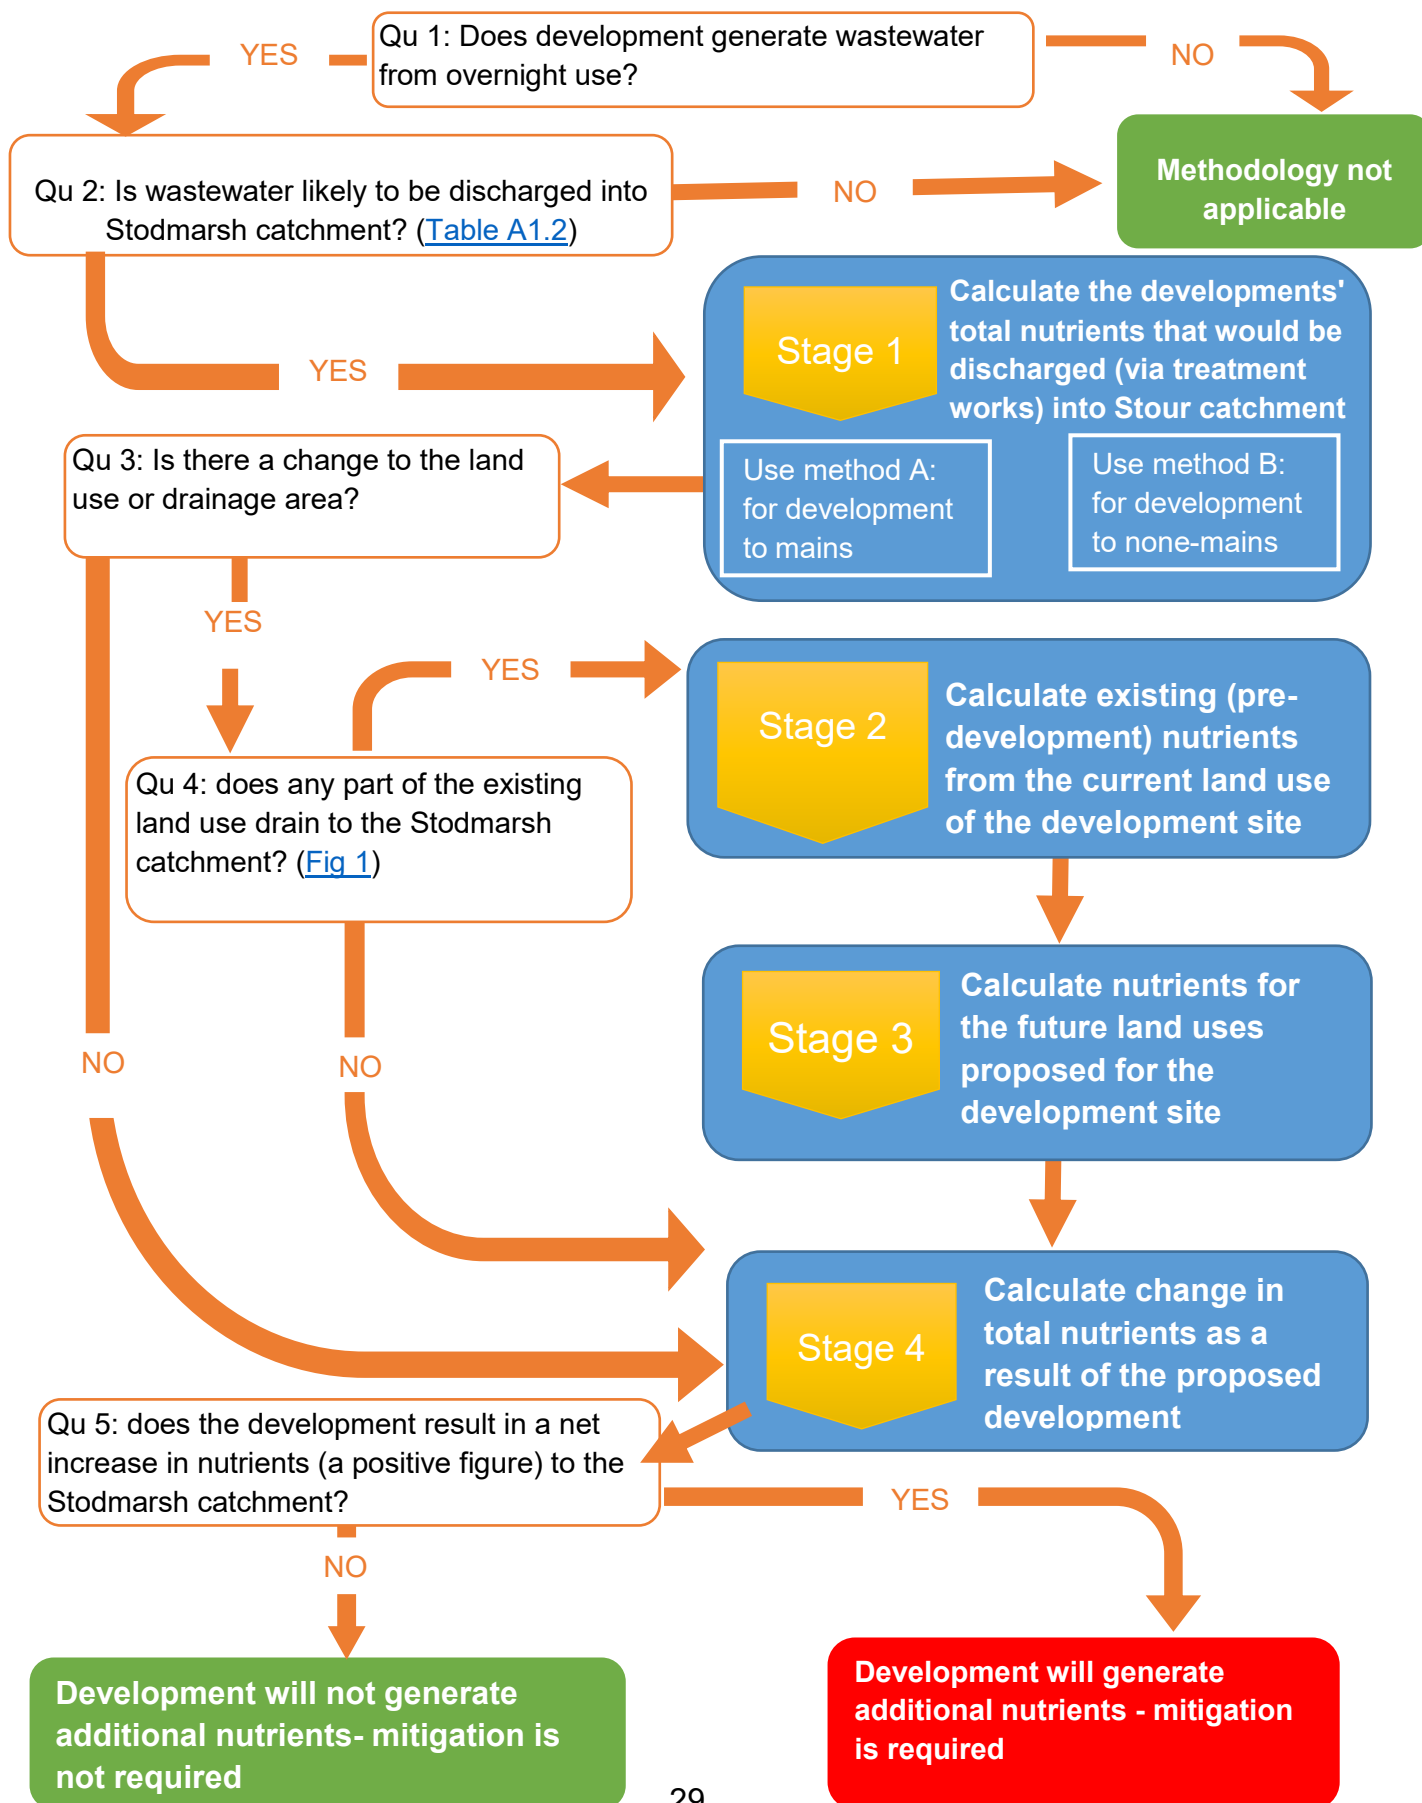 Qu 1: Does development generate wastewater
from overnight use?
YES
NO
Methodology not
applicable
Qu 2: Is wastewater likely to be discharged into
Stodmarsh catchment? (Table A1.2)
NO
YES
Stage 1
Calculate the developments'
total nutrients that would be
discharged (via treatment
works) into Stour catchment
Use method A:
for development
to mains
Use method B:
for development
to none-mains
Qu 3: Is there a change to the land
use or drainage area?
YES
NO
Qu 4: does any part of the existing
land use drain to the Stodmarsh
catchment? (Fig 1)
YES
NO
Stage 2
Calculate existing (pre-
development) nutrients
from the current land use
of the development site
Stage 3
Calculate nutrients for
the future land uses
proposed for the
development site
Stage 4
Calculate change in
total nutrients as a
result of the proposed
development
Qu 5: does the development result in a net
increase in nutrients (a positive figure) to the
Stodmarsh catchment?
YES
NO
Development will not generate
additional nutrients- mitigation is
not required
Development will generate
additional nutrients - mitigation
is required
29